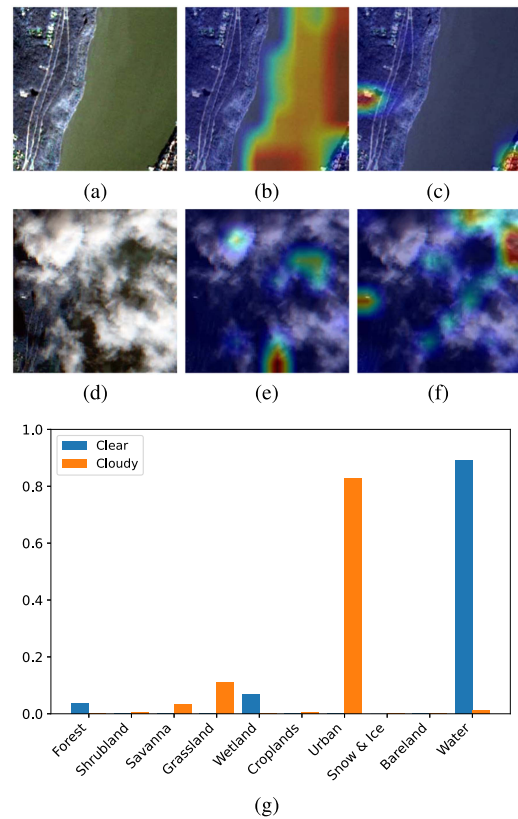 (a) (b) (c)
(d) (e) (f)
1.0
Clear
Cloudy
0.8
0.6
0.4
0.2
0.0
Forest
Shrubland
Savanna
Grassland
Wetland
Croplands
Urban
Snow & Ice
Bareland
Water
(g)